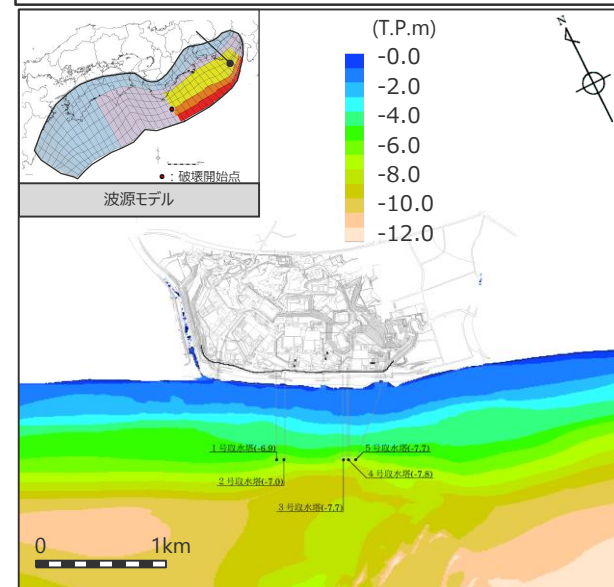 (T.P.m)
-0.0
-2.0
-4.0
-6.0
-8.0
-10.0
-12.0
N
●：破壊開始点
波源モデル
1号取水塔(-6.9)
2号取水塔(-7.0)
3号取水塔(-7.7)
4号取水塔(-7.8)
5号取水塔(-7.7)
0 1km